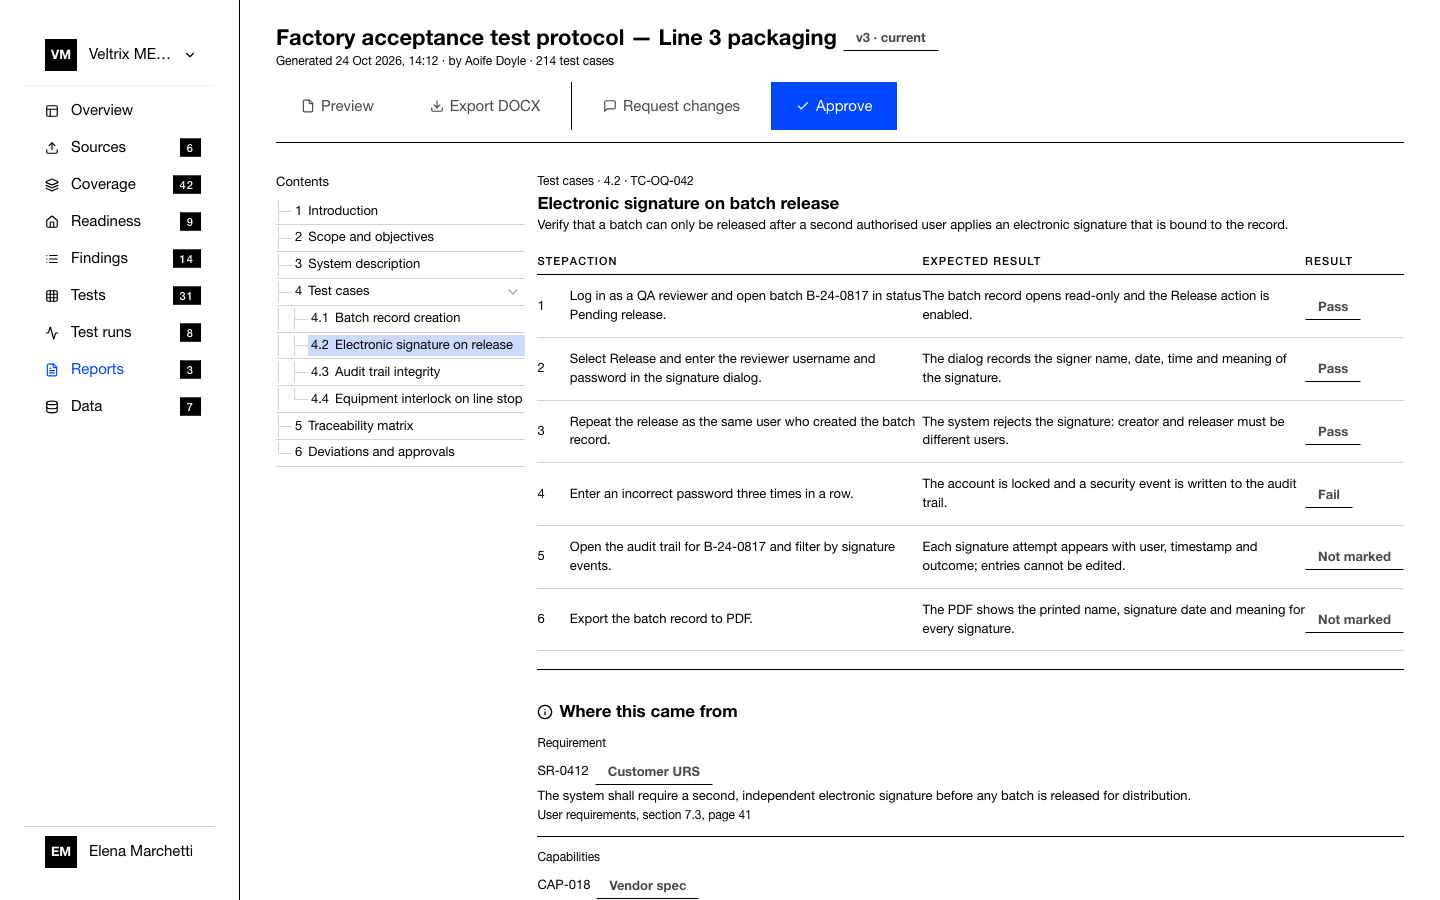 VM Veltrix ME...
Overview
Sources 6
Coverage 42
Readiness 9
Findings 14
Tests 31
Test runs 8
Reports 3
Data 7
EM Elena Marchetti
Factory acceptance test protocol — Line 3 packaging v3 · current
Generated 24 Oct 2026, 14:12 · by Aoife Doyle · 214 test cases
Preview Export DOCX Request changes Approve
Contents
1 Introduction
2 Scope and objectives
3 System description
4 Test cases
4.1 Batch record creation
4.2 Electronic signature on release
4.3 Audit trail integrity
4.4 Equipment interlock on line stop
5 Traceability matrix
6 Deviations and approvals
Test cases · 4.2 · TC-OQ-042
Electronic signature on batch release
Verify that a batch can only be released after a second authorised user applies an electronic signature that is bound to the record.
STEP ACTION EXPECTED RESULT RESULT
1 Log in as a QA reviewer and open batch B-24-0817 in status
Pending release.
The batch record opens read-only and the Release action is
enabled.
Pass
2 Select Release and enter the reviewer username and
password in the signature dialog.
The dialog records the signer name, date, time and meaning of
the signature.
Pass
3 Repeat the release as the same user who created the batch
record.
The system rejects the signature: creator and releaser must be
different users.
Pass
4 Enter an incorrect password three times in a row.
The account is locked and a security event is written to the audit
trail.
Fail
5 Open the audit trail for B-24-0817 and filter by signature
events.
Each signature attempt appears with user, timestamp and
outcome; entries cannot be edited.
Not marked
6 Export the batch record to PDF.
The PDF shows the printed name, signature date and meaning for
every signature.
Not marked
Where this came from
Requirement
SR-0412 Customer URS
The system shall require a second, independent electronic signature before any batch is released for distribution.
User requirements, section 7.3, page 41
Capabilities
CAP-018 Vendor spec